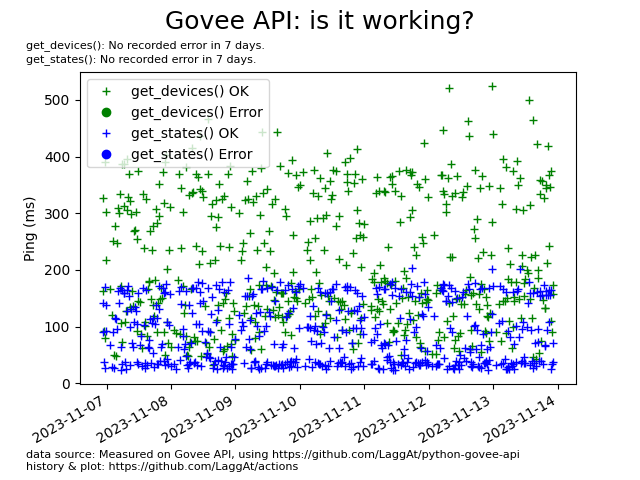 Govee API: is it working?
get_devices(): No recorded error in 7 days.
get_states(): No recorded error in 7 days.
get_devices() OK
get_devices() Error
get_states() OK
get_states() Error
Ping (ms)
500
400
300
200
100
0
2023-11-07
2023-11-08
2023-11-09
2023-11-10
2023-11-11
2023-11-12
2023-11-13
2023-11-14
data source: Measured on Govee API, using https://github.com/LaggAt/python-govee-api
history & plot: https://github.com/LaggAt/actions